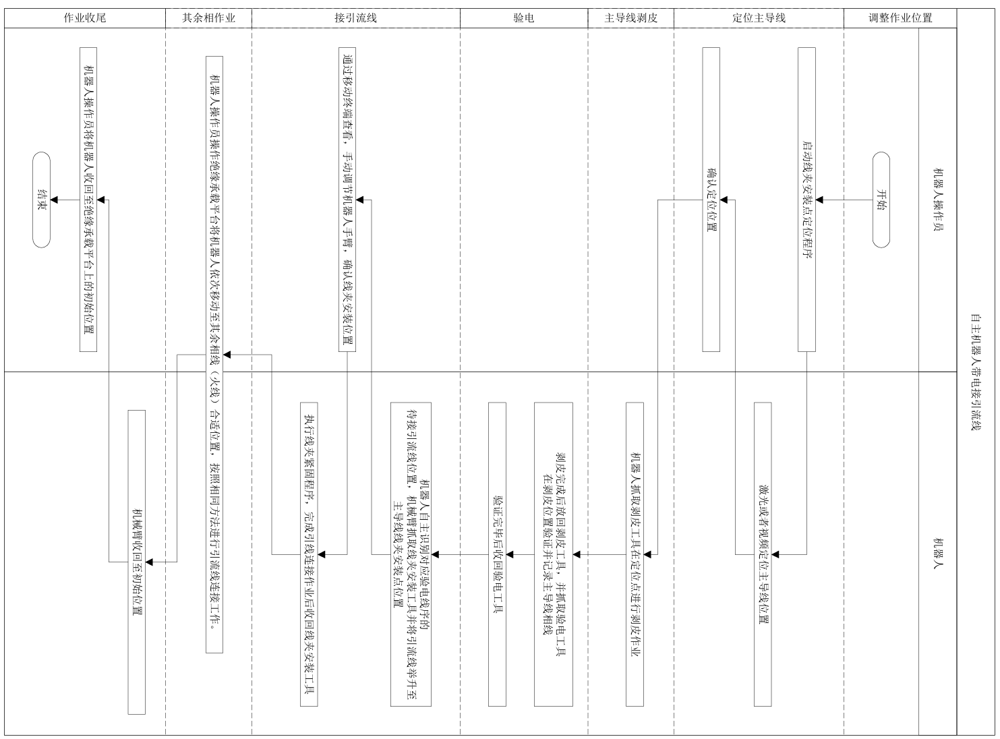 自主机器人带电接引流线
机器人操作员
机器人
调整作业位置
开始
定位主导线
启动线夹安装点定位程序
激光或者视频定位主导线位置
确认定位位置
主导线剥皮
机器人抓取剥皮工具在定位点进行剥皮作业
验电
剥皮完成后放回剥皮工具，并抓取验电工具
在剥皮位置验证并记录主导线相线
验证完毕后收回验电工具
接引流线
机器人自主识别对应验电线序的
待接引流线位置，机械臂抓取线夹安装工具并将引流线举升至
主导线线夹安装点位置
通过移动终端查看，手动调节机器人手臂，确认线夹安装位置
执行线夹紧固程序，完成引线连接作业后收回线夹安装工具
其余相作业
机器人操作员操作绝缘承载平台将机器人依次移动至其余相线（火线）合适位置，按照相同方法进行引流线连接工作。
作业收尾
机械臂收回至初始位置
机器人操作员将机器人收回至绝缘承载平台上的初始位置
结束